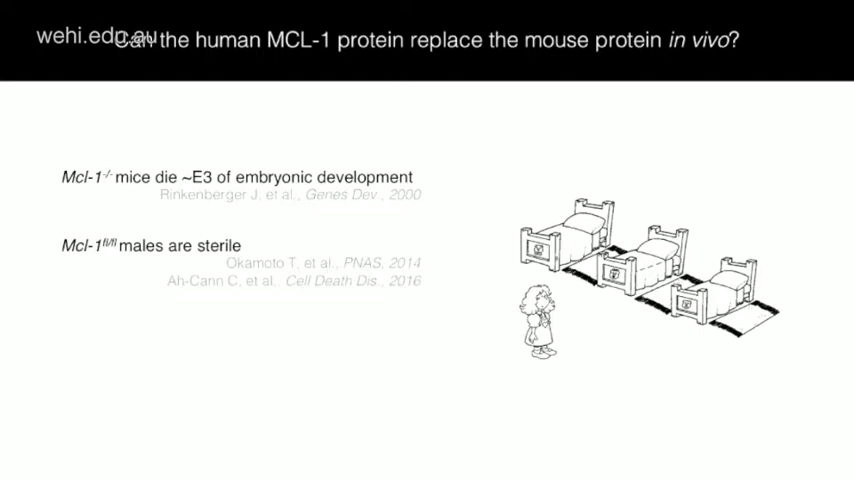 wehi.edu.au
Can the human MCL-1 protein replace the mouse protein in vivo?
Mcl-1-/- mice die ~E3 of embryonic development
Rinkenberger J, et al., Genes Dev., 2000
Mcl-1fl/fl males are sterile
Okamoto T, et al., PNAS, 2014
Ah-Cann C, et al.. Cell Death Dis., 2016